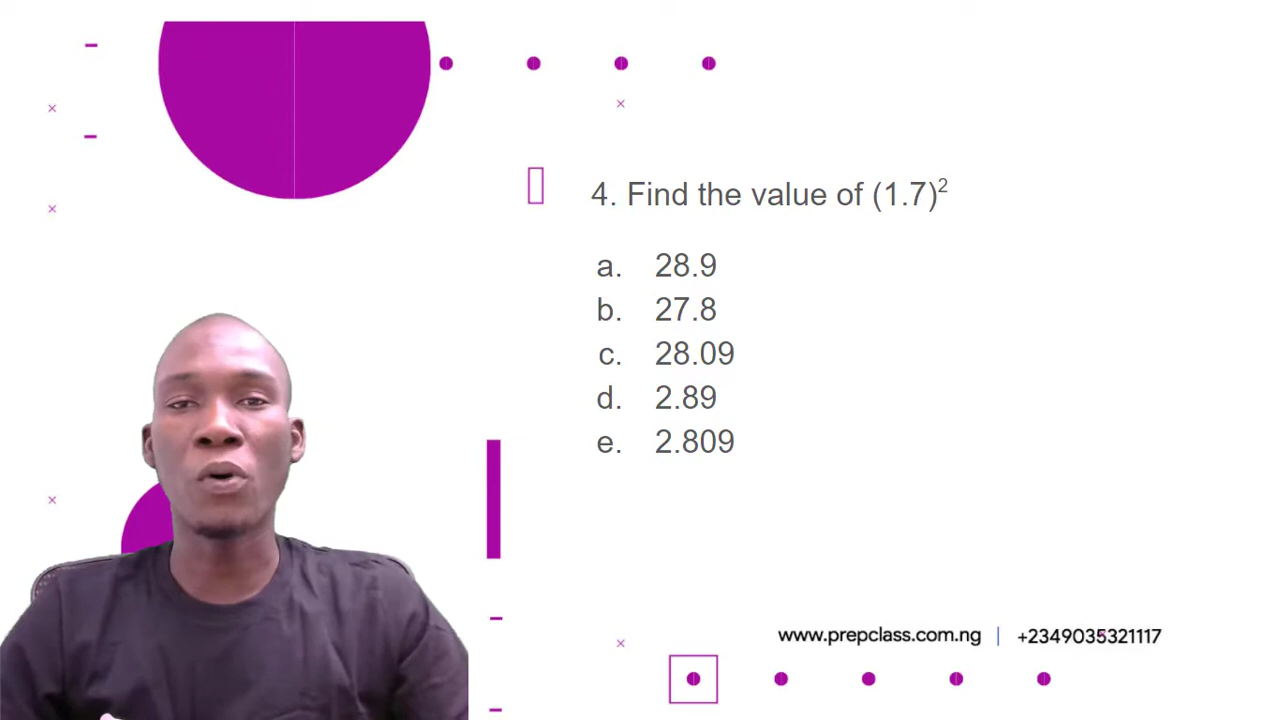 4. Find the value of (1.7)²
a. 28.9
b. 27.8
c. 28.09
d. 2.89
e. 2.809
www.prepclass.com.ng | +2349035321117